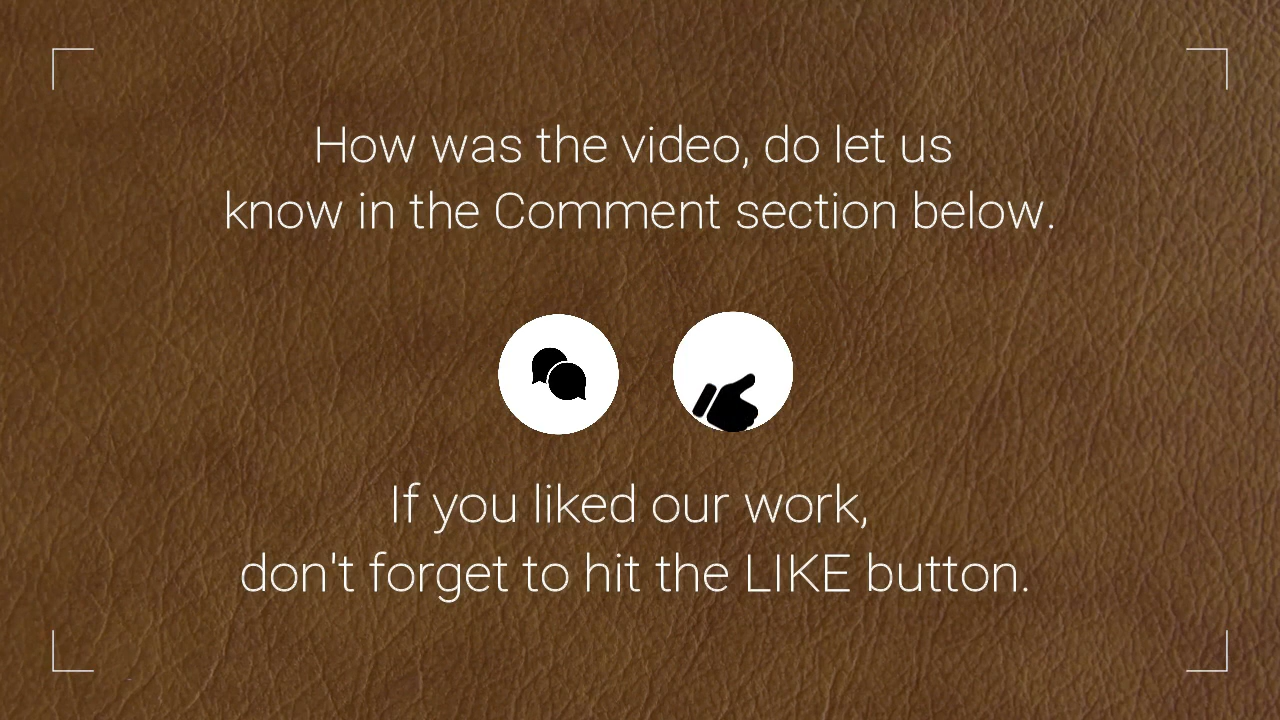 How was the video, do let us
know in the Comment section below.
If you liked our work,
don't forget to hit the LIKE button.